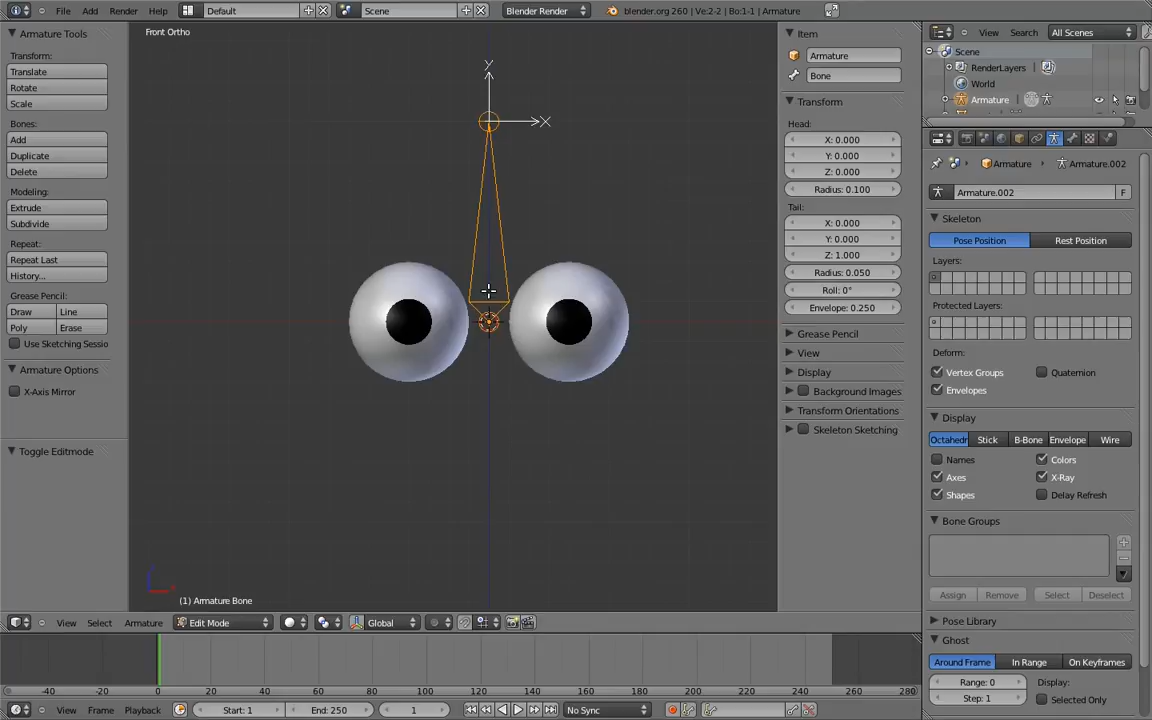 File Add Render Help Default Scene Blender Render blender.org 260 | Ve:2-2 | Bo:1-1 | Armature
Armature Tools
Transform:
Translate
Rotate
Scale
Bones:
Add
Duplicate
Delete
Modeling:
Extrude
Subdivide
Repeat:
Repeat Last
History...
Grease Pencil:
Draw Line
Poly Erase
Use Sketching Sessio
Armature Options
X-Axis Mirror
Toggle Editmode
Front Ortho
Y
X
(1) Armature Bone
View Select Armature Edit Mode Global
Item
Armature
Bone
Transform
Head:
X: 0.000
Y: 0.000
Z: 0.000
Radius: 0.100
Tail:
X: 0.000
Y: 0.000
Z: 1.000
Radius: 0.050
Roll: 0°
Envelope: 0.250
Grease Pencil
View
Display
Background Images
Transform Orientations
Skeleton Sketching
View Search All Scenes
Scene
RenderLayers
World
Armature
Armature Armature.002
Armature.002 F
Skeleton
Pose Position Rest Position
Layers:
Protected Layers:
Deform:
Vertex Groups Quaternion
Envelopes
Display
Octahedr Stick B-Bone Envelope Wire
Names Colors
Axes X-Ray
Shapes Delay Refresh
Bone Groups
Assign Remove Select Deselect
Pose Library
Ghost
Around Frame In Range On Keyframes
Range: 0 Display:
Step: 1 Selected Only
-40 -20 0 20 40 60 80 100 120 140 160 180 200 220 240 260 280
View Frame Playback Start: 1 End: 250 1 No Sync